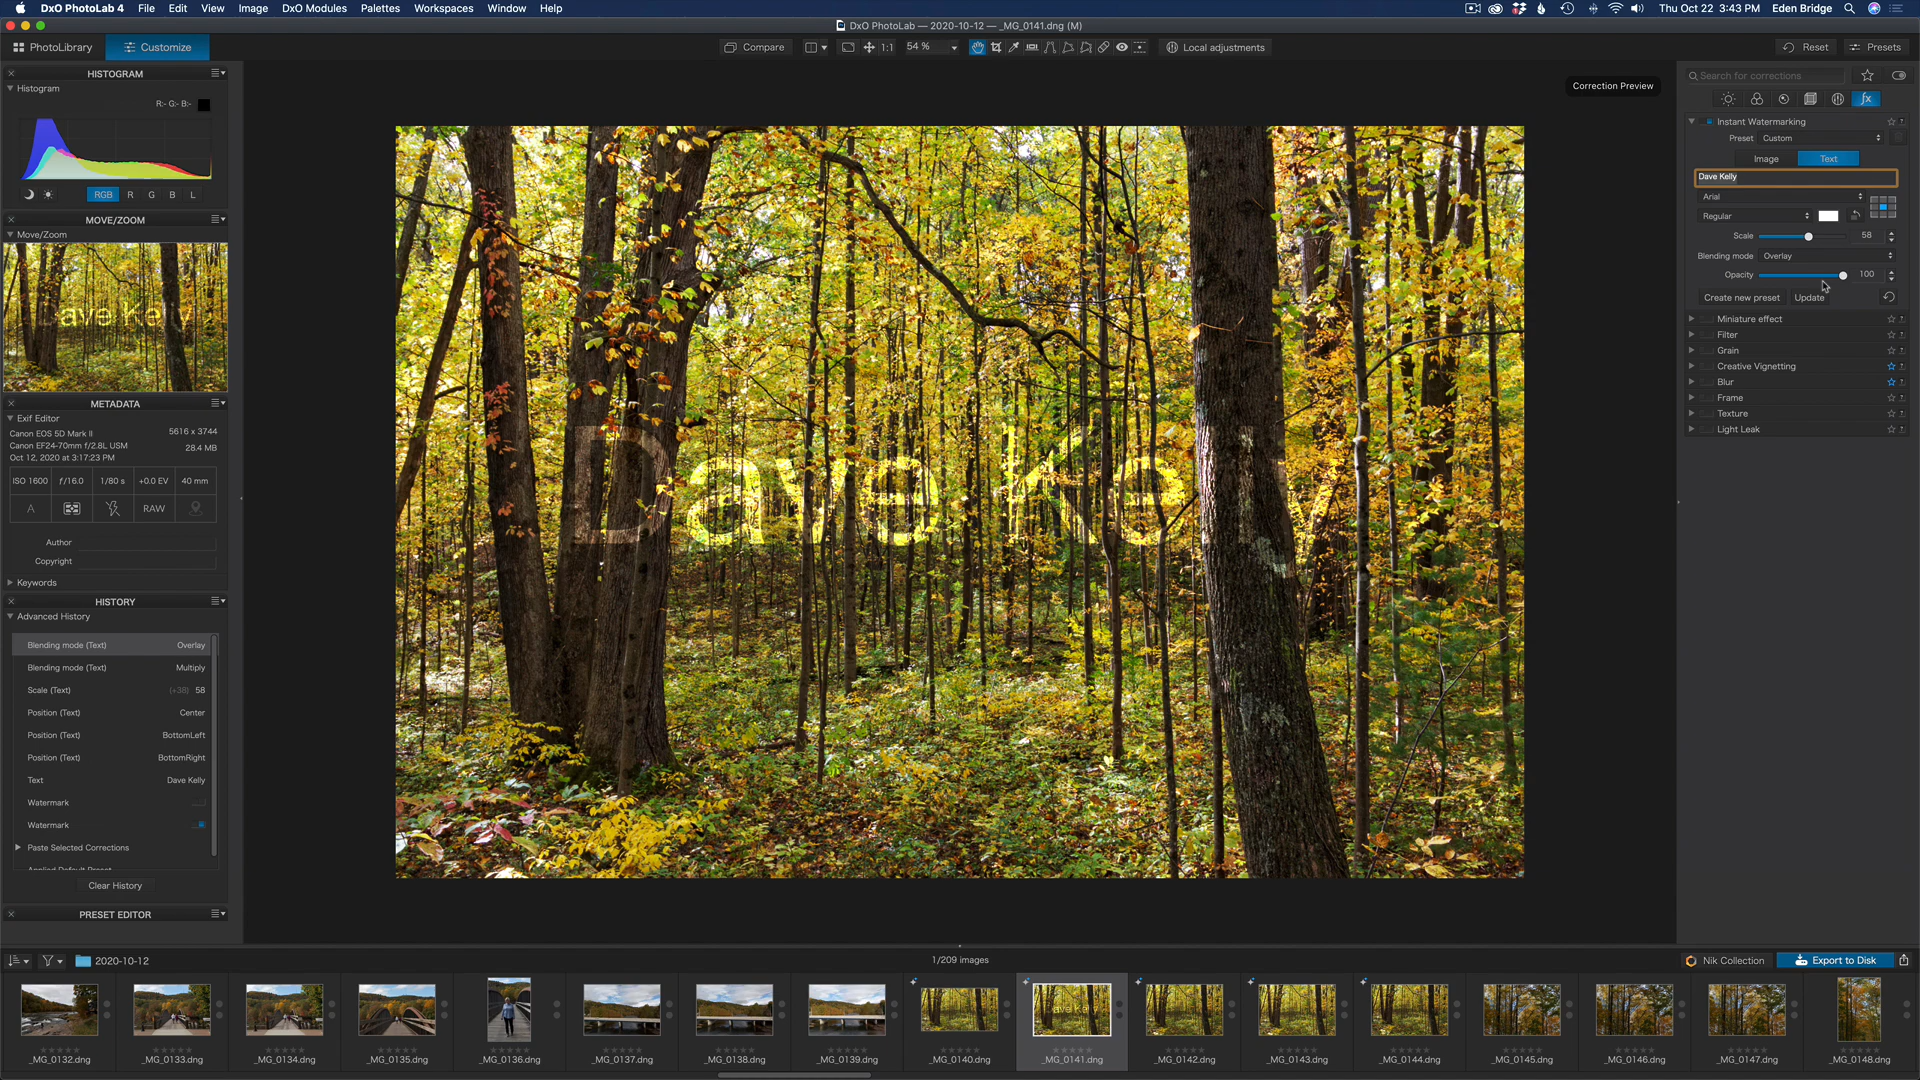 DxO PhotoLab 4 File Edit View Image DxO Modules Palettes Workspaces Window Help
Thu Oct 22 3:43 PM Eden Bridge
DxO PhotoLab — 2020-10-12 — _MG_0141.dng (M)
PhotoLibrary Customize
Compare 1:1 54 % Local adjustments
Reset Presets
HISTOGRAM
Histogram
R:- G:- B:-
RGB R G B L
MOVE/ZOOM
Move/Zoom
Dave Kelly
METADATA
Exif Editor
Canon EOS 5D Mark II 5616 x 3744
Canon EF24-70mm f/2.8L USM 28.4 MB
Oct 12, 2020 at 3:17:23 PM
ISO 1600 f/16.0 1/80 s +0.0 EV 40 mm
A RAW
Author
Copyright
Keywords
HISTORY
Advanced History
Blending mode (Text) Overlay
Blending mode (Text) Multiply
Scale (Text) (+38) 58
Position (Text) Center
Position (Text) BottomLeft
Position (Text) BottomRight
Text Dave Kelly
Watermark
Watermark
Paste Selected Corrections
Applied Default Preset
Clear History
PRESET EDITOR
Correction Preview
Dave Kelly
Search for corrections
fx
Instant Watermarking
Preset Custom
Image Text
Dave Kelly
Arial
Regular
Scale 58
Blending mode Overlay
Opacity 100
Create new preset Update
Miniature effect
Filter
Grain
Creative Vignetting
Blur
Frame
Texture
Light Leak
2020-10-12
1/209 images
Nik Collection Export to Disk
Dave Kelly
_MG_0132.dng _MG_0133.dng _MG_0134.dng _MG_0135.dng _MG_0136.dng _MG_0137.dng _MG_0138.dng _MG_0139.dng _MG_0140.dng _MG_0141.dng _MG_0142.dng _MG_0143.dng _MG_0144.dng _MG_0145.dng _MG_0146.dng _MG_0147.dng _MG_0148.dng